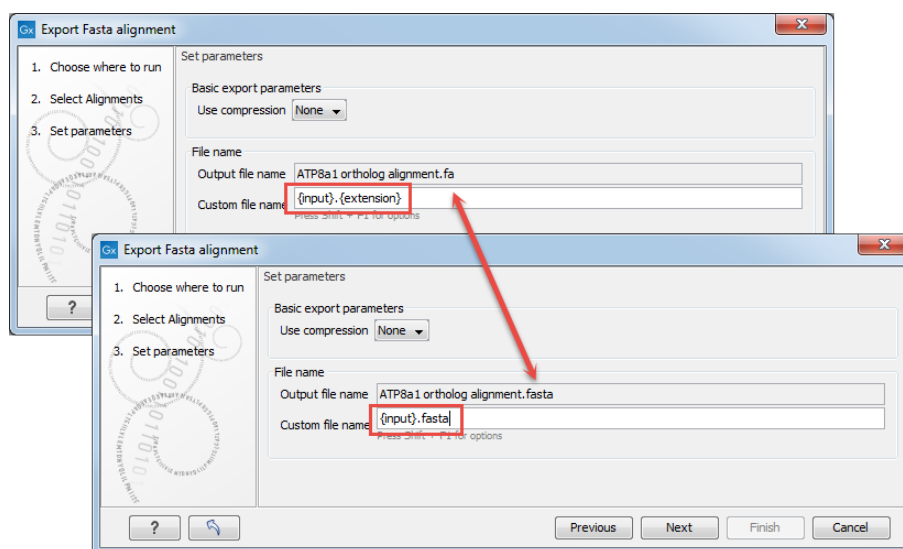 Gx Export Fasta alignment
1. Choose where to run
2. Select Alignments
3. Set parameters
Set parameters
Basic export parameters
Use compression None
File name
Output file name ATP8a1 ortholog alignment.fa
Custom file name {input}.{extension}
Press Shift + F1 for options
?
Gx Export Fasta alignment
1. Choose where to run
2. Select Alignments
3. Set parameters
Set parameters
Basic export parameters
Use compression None
File name
Output file name ATP8a1 ortholog alignment.fasta
Custom file name {input}.fasta
Press Shift + F1 for options
? Previous Next Finish Cancel